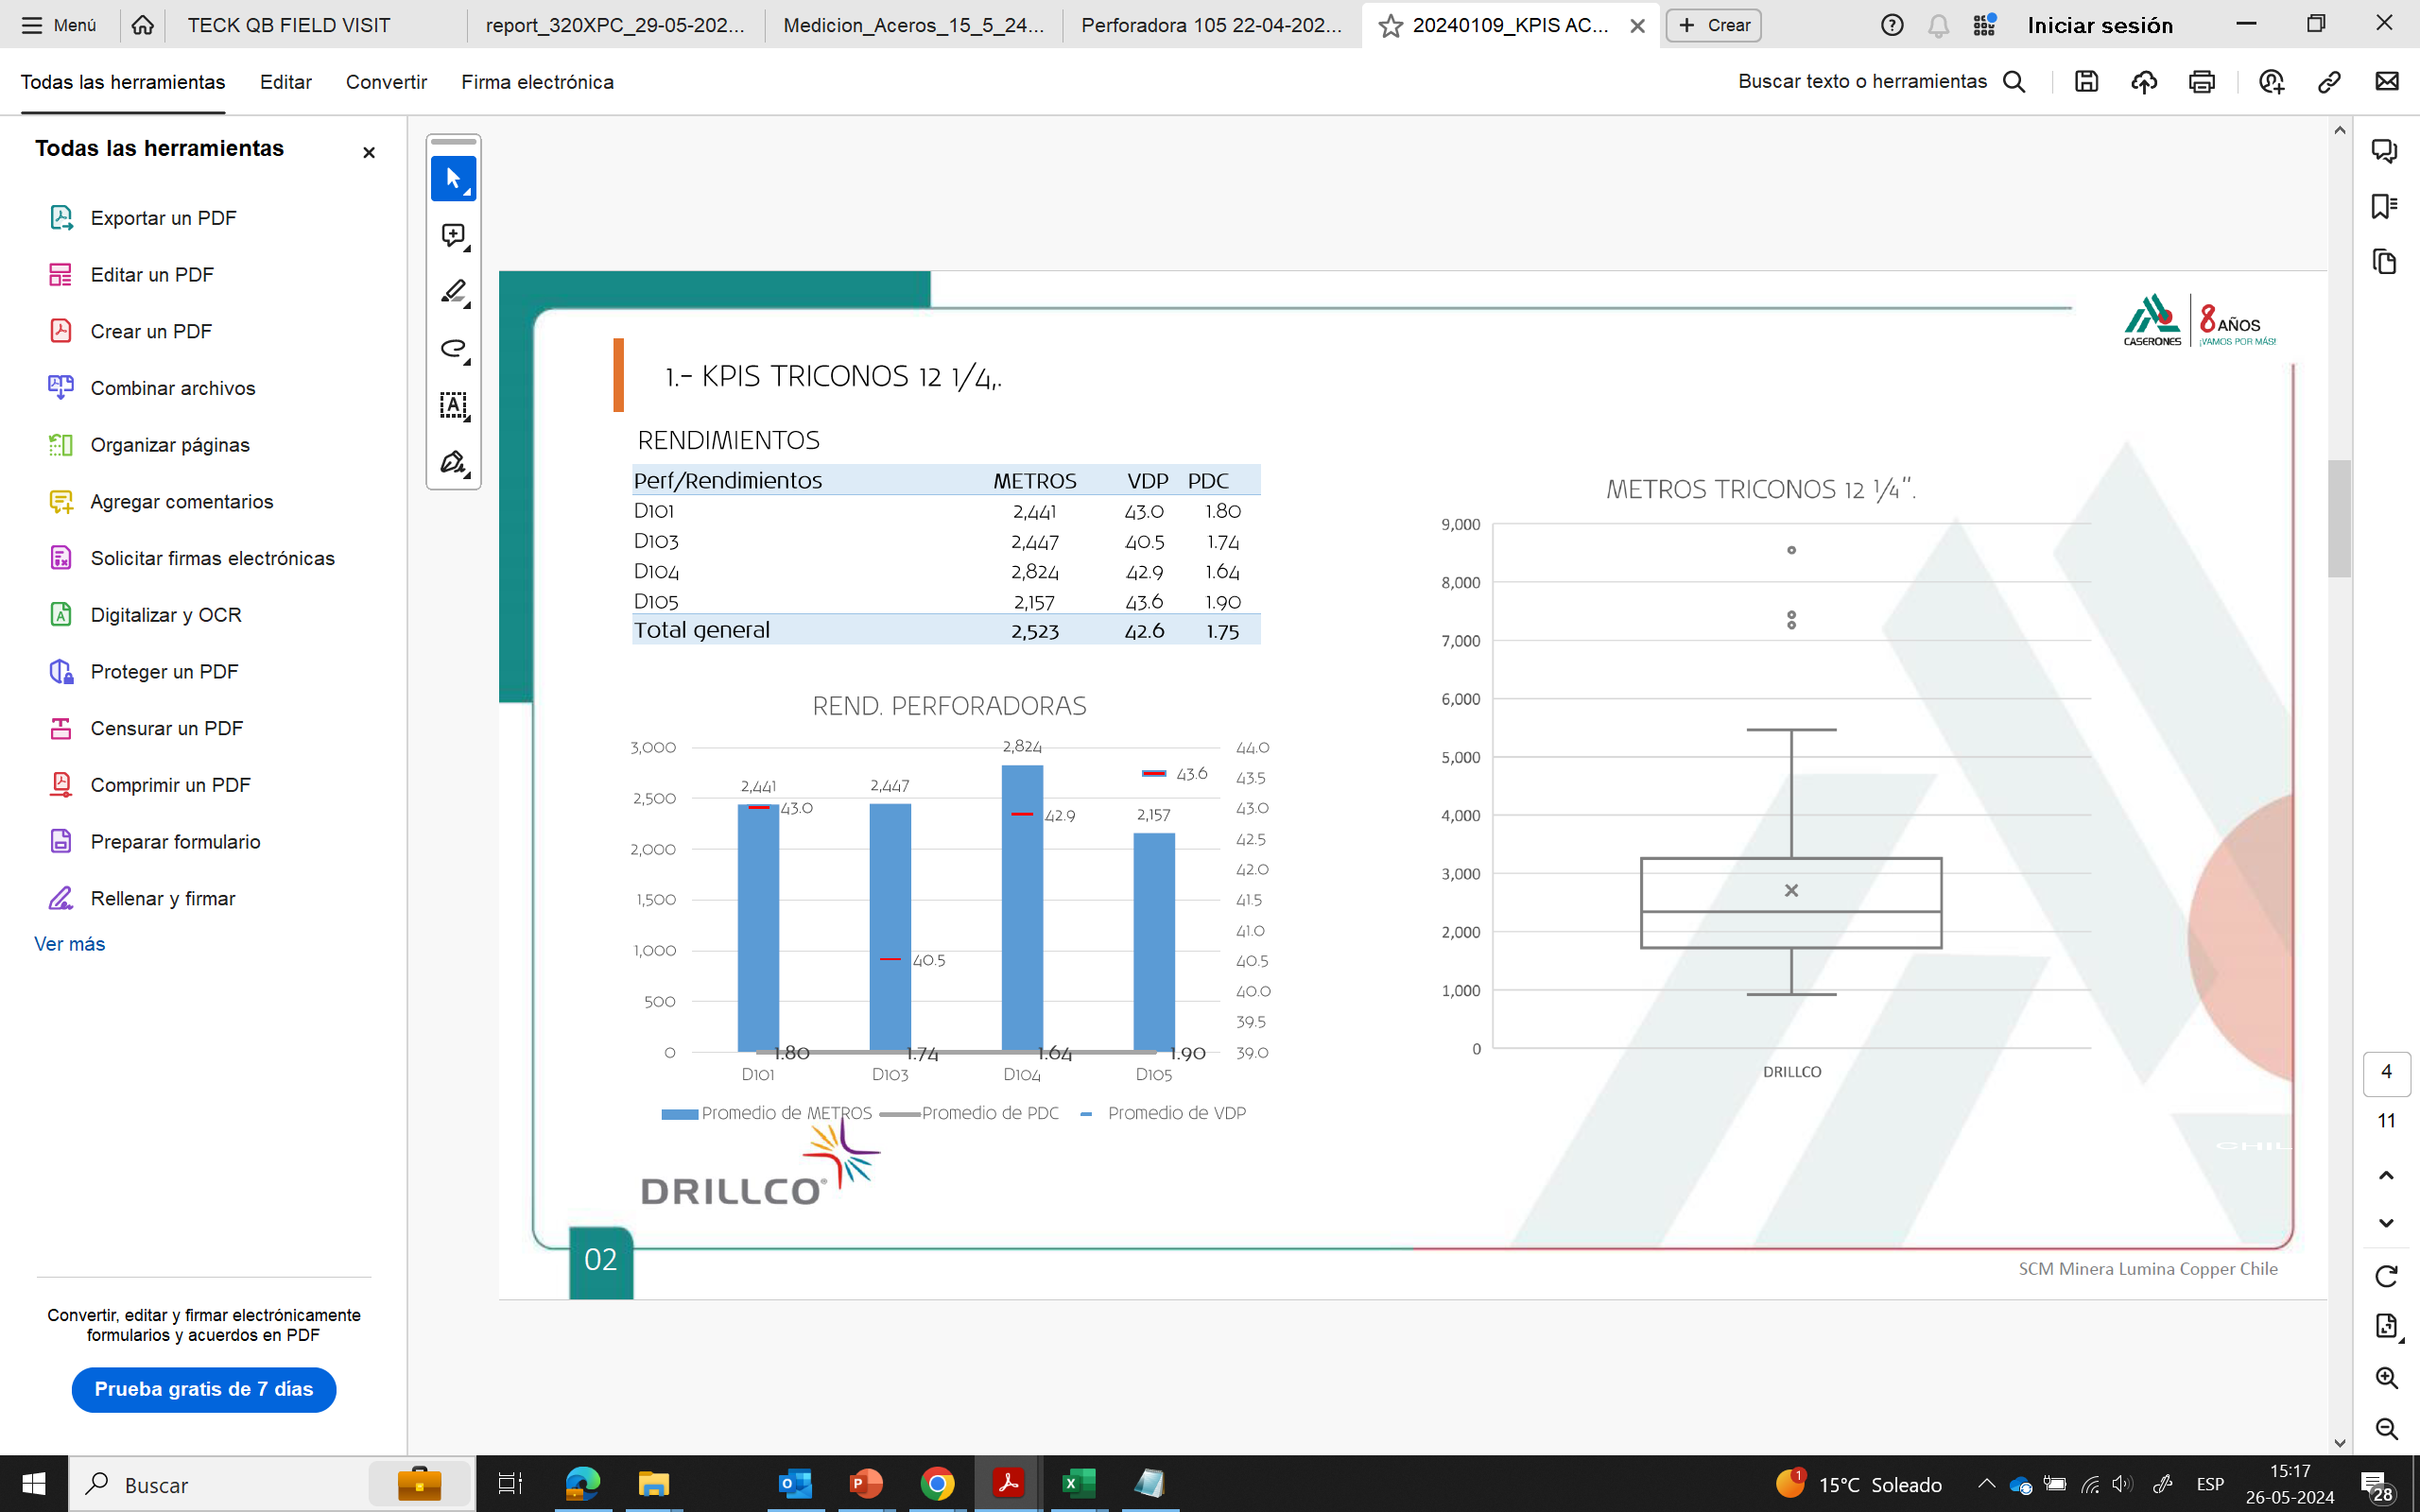 Menú
TECK QB FIELD VISIT
report_320XPC_29-05-202...
Medicion_Aceros_15_5_24...
Perforadora 105 22-04-202...
20240109_KPIS AC...
Crear
Iniciar sesión
Todas las herramientas
Editar
Convertir
Firma electrónica
Buscar texto o herramientas
Todas las herramientas
Exportar un PDF
Editar un PDF
Crear un PDF
Combinar archivos
Organizar páginas
Agregar comentarios
Solicitar firmas electrónicas
Digitalizar y OCR
Proteger un PDF
Censurar un PDF
Comprimir un PDF
Preparar formulario
Rellenar y firmar
Ver más
Convertir, editar y firmar electrónicamente
formularios y acuerdos en PDF
Prueba gratis de 7 días
CASERONES
8 AÑOS
¡VAMOS POR MÁS!
1.- KPIS TRICONOS 12 1/4,.
RENDIMIENTOS
Perf/Rendimientos METROS VDP PDC
D101 2,441 43.0 1.80
D103 2,447 40.5 1.74
D104 2,824 42.9 1.64
D105 2,157 43.6 1.90
Total general 2,523 42.6 1.75
REND. PERFORADORAS
3,000
2,500
2,000
1,500
1,000
500
0
2,441
2,447
2,824
2,157
43.0
40.5
42.9
43.6
1.80
1.74
1.64
1.90
44.0
43.5
43.0
42.5
42.0
41.5
41.0
40.5
40.0
39.5
39.0
D101 D103 D104 D105
Promedio de METROS Promedio de PDC Promedio de VDP
METROS TRICONOS 12 ¼".
9,000
8,000
7,000
6,000
5,000
4,000
3,000
2,000
1,000
0
DRILLCO
DRILLCO®
CHIL
02
SCM Minera Lumina Copper Chile
4
11
Buscar
1
15°C Soleado
ESP
15:17
26-05-2024
28